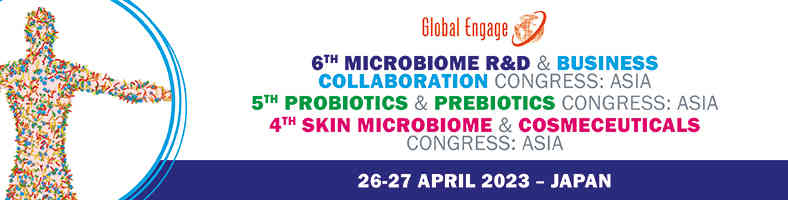 Global Engage
6TH MICROBIOME R&D & BUSINESS
COLLABORATION CONGRESS: ASIA
5TH PROBIOTICS & PREBIOTICS CONGRESS: ASIA
4TH SKIN MICROBIOME & COSMECEUTICALS
CONGRESS: ASIA
26-27 APRIL 2023 – JAPAN